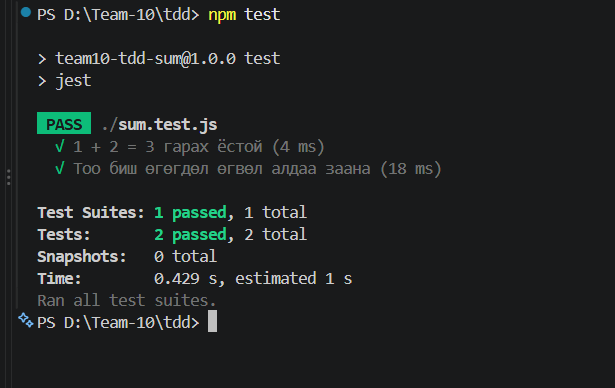 PS D:\Team-10\tdd> npm test
> team10-tdd-sum@1.0.0 test
> jest
PASS ./sum.test.js
√ 1 + 2 = 3 гарах ёстой (4 ms)
√ Тоо биш өгөгдөл өгвөл алдаа заана (18 ms)
Test Suites: 1 passed, 1 total
Tests: 2 passed, 2 total
Snapshots: 0 total
Time: 0.429 s, estimated 1 s
Ran all test suites.
PS D:\Team-10\tdd>